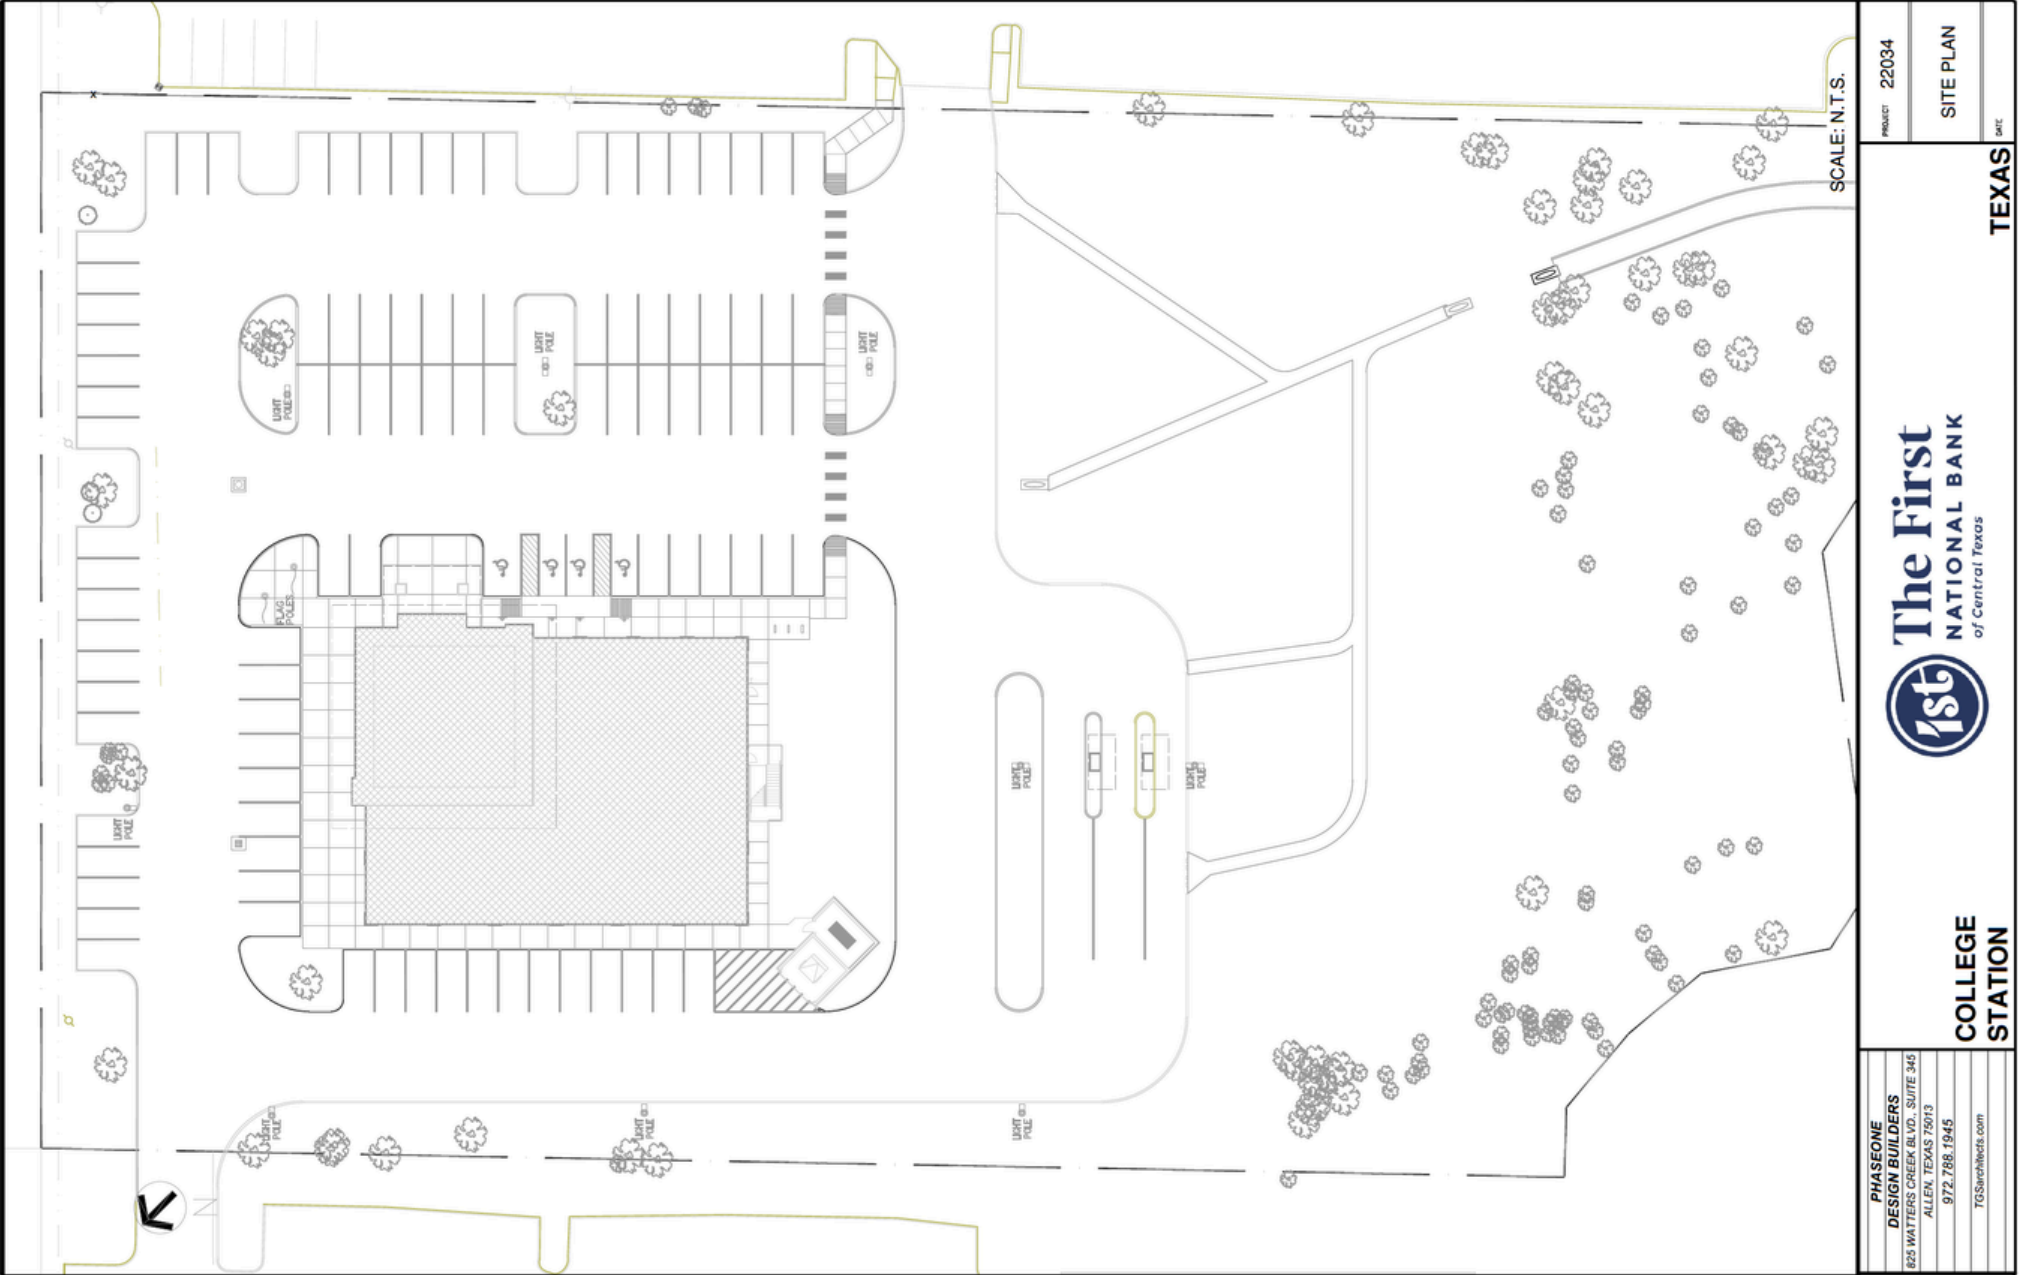 SCALE: N.T.S.
PROJECT 22034
SITE PLAN
DATE
TEXAS
The First
NATIONAL BANK
of Central Texas
1st
COLLEGE
STATION
PHASEONE
DESIGN BUILDERS
825 WATTERS CREEK BLVD., SUITE 345
ALLEN, TEXAS 75013
972.788.1945
TGSarchitects.com
LIGHT
POLE
LIGHT
POLE
LIGHT
POLE
FLAG
POLES
LIGHT
POLE
LIGHT
POLE
LIGHT
POLE
LIGHT
POLE
LIGHT
POLE
LIGHT
POLE
N